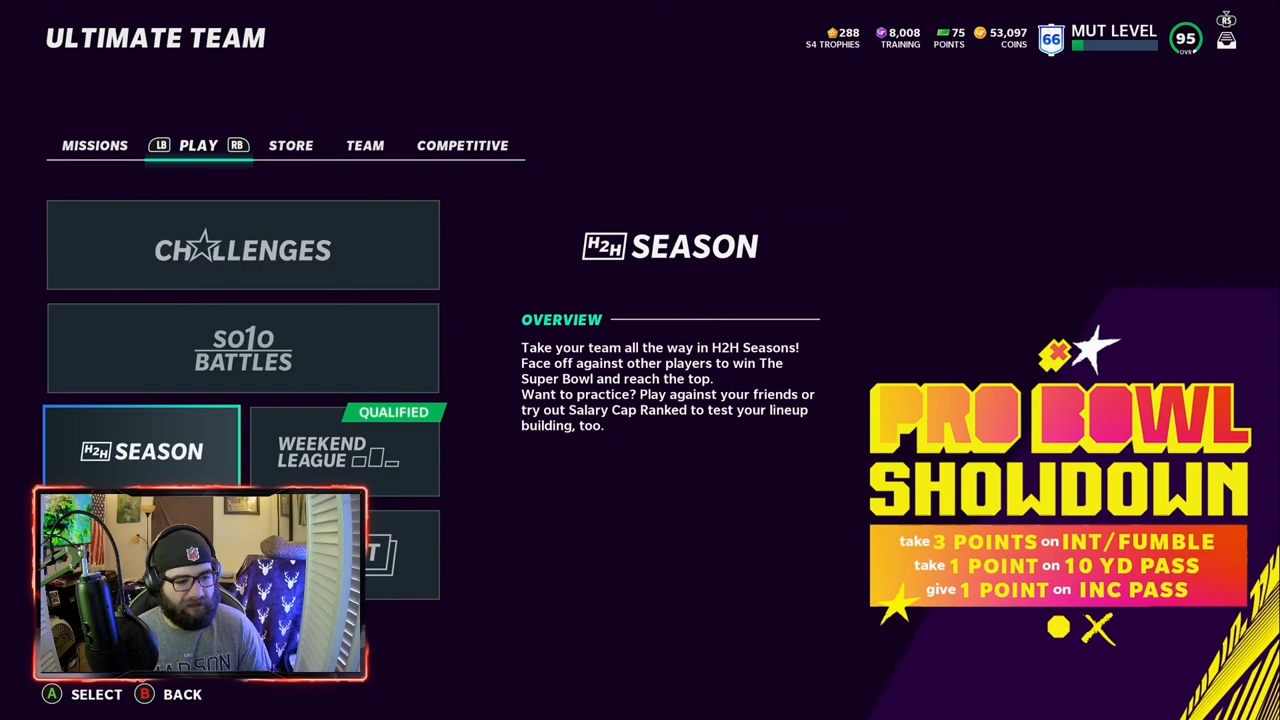 ULTIMATE TEAM
288
S4 TROPHIES
8,008
TRAINING
75
POINTS
53,097
COINS
66
MUT LEVEL
95
OVR
RS
MISSIONS
LB
PLAY
RB
STORE
TEAM
COMPETITIVE
CHALLENGES
SOLO
BATTLES
H2H SEASON
QUALIFIED
WEEKEND
LEAGUE
H2H SEASON
OVERVIEW
Take your team all the way in H2H Seasons!
Face off against other players to win The
Super Bowl and reach the top.
Want to practice? Play against your friends or
try out Salary Cap Ranked to test your lineup
building, too.
PRO BOWL
SHOWDOWN
take 3 POINTS on INT/FUMBLE
take 1 POINT on 10 YD PASS
give 1 POINT on INC PASS
NFL
A SELECT B BACK